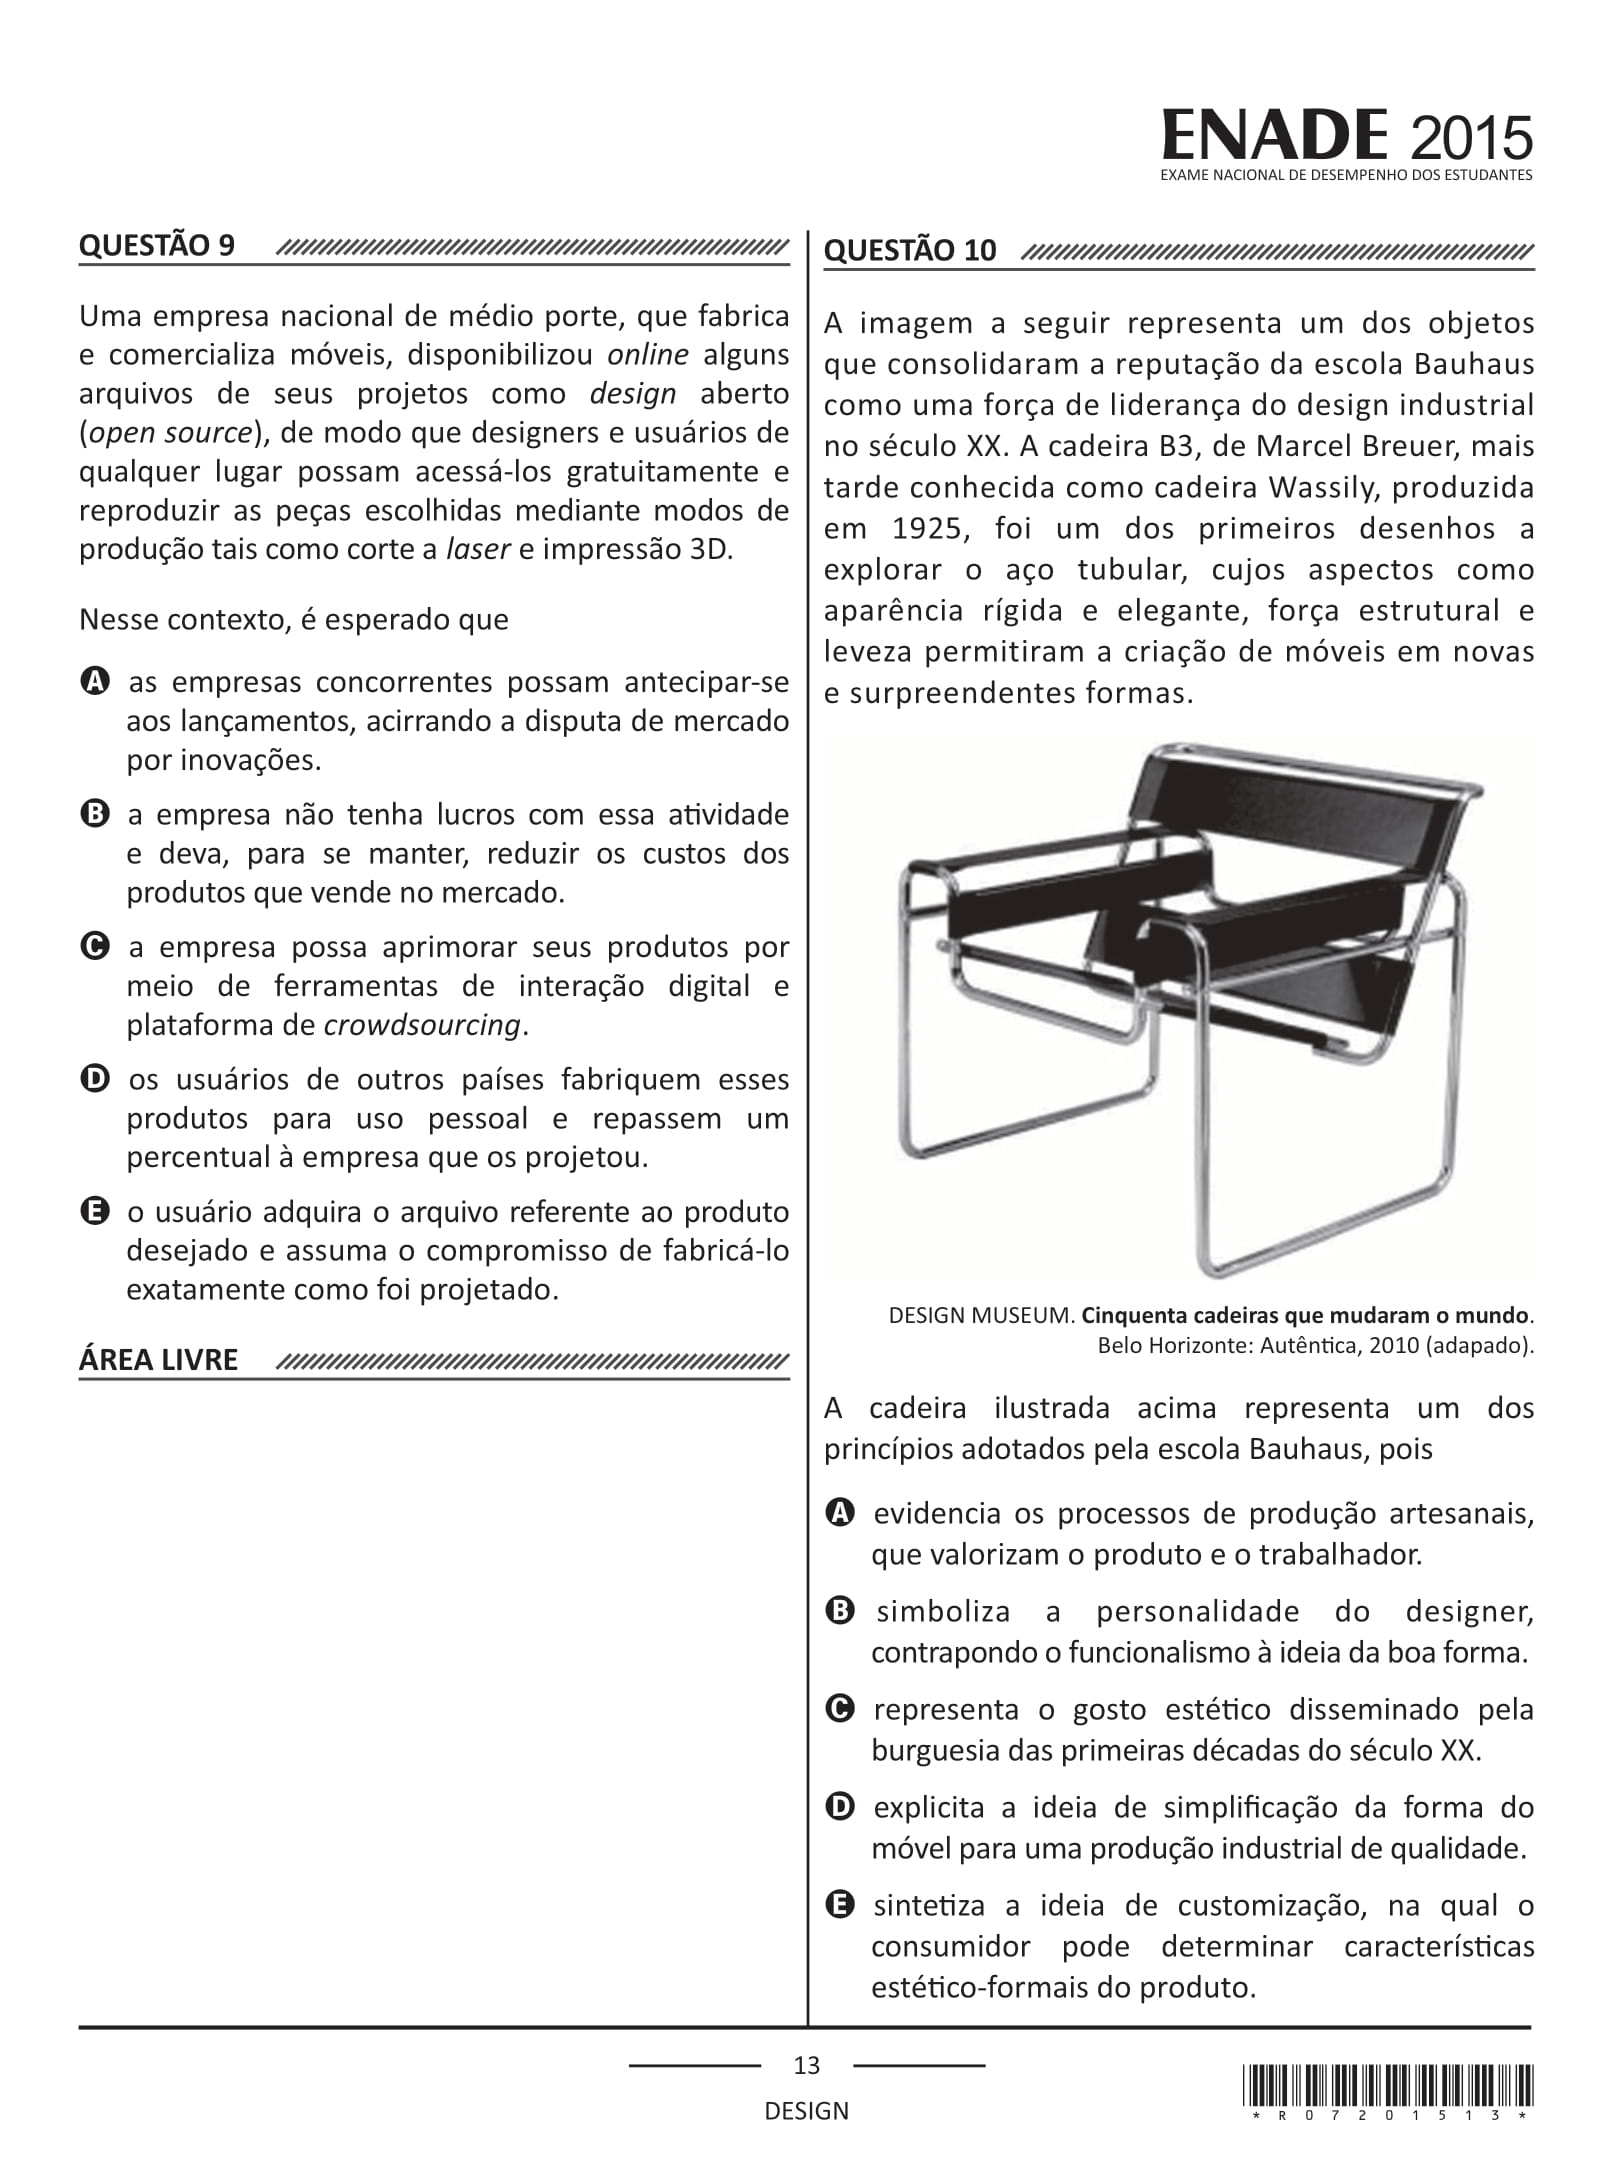 ENADE 2015
EXAME NACIONAL DE DESEMPENHO DOS ESTUDANTES
QUESTÃO 9
Uma empresa nacional de médio porte, que fabrica
e comercializa móveis, disponibilizou online alguns
arquivos de seus projetos como design aberto
(open source), de modo que designers e usuários de
qualquer lugar possam acessá-los gratuitamente e
reproduzir as peças escolhidas mediante modos de
produção tais como corte a laser e impressão 3D.
Nesse contexto, é esperado que
A as empresas concorrentes possam antecipar-se
aos lançamentos, acirrando a disputa de mercado
por inovações.
B a empresa não tenha lucros com essa atividade
e deva, para se manter, reduzir os custos dos
produtos que vende no mercado.
C a empresa possa aprimorar seus produtos por
meio de ferramentas de interação digital e
plataforma de crowdsourcing.
D os usuários de outros países fabriquem esses
produtos para uso pessoal e repassem um
percentual à empresa que os projetou.
E o usuário adquira o arquivo referente ao produto
desejado e assuma o compromisso de fabricá-lo
exatamente como foi projetado.
ÁREA LIVRE
QUESTÃO 10
A imagem a seguir representa um dos objetos
que consolidaram a reputação da escola Bauhaus
como uma força de liderança do design industrial
no século XX. A cadeira B3, de Marcel Breuer, mais
tarde conhecida como cadeira Wassily, produzida
em 1925, foi um dos primeiros desenhos a
explorar o aço tubular, cujos aspectos como
aparência rígida e elegante, força estrutural e
leveza permitiram a criação de móveis em novas
e surpreendentes formas.
DESIGN MUSEUM. Cinquenta cadeiras que mudaram o mundo.
Belo Horizonte: Autêntica, 2010 (adapado).
A cadeira ilustrada acima representa um dos
princípios adotados pela escola Bauhaus, pois
A evidencia os processos de produção artesanais,
que valorizam o produto e o trabalhador.
B simboliza a personalidade do designer,
contrapondo o funcionalismo à ideia da boa forma.
C representa o gosto estético disseminado pela
burguesia das primeiras décadas do século XX.
D explicita a ideia de simplificação da forma do
móvel para uma produção industrial de qualidade.
E sintetiza a ideia de customização, na qual o
consumidor pode determinar características
estético-formais do produto.
13
DESIGN
*R07201513*